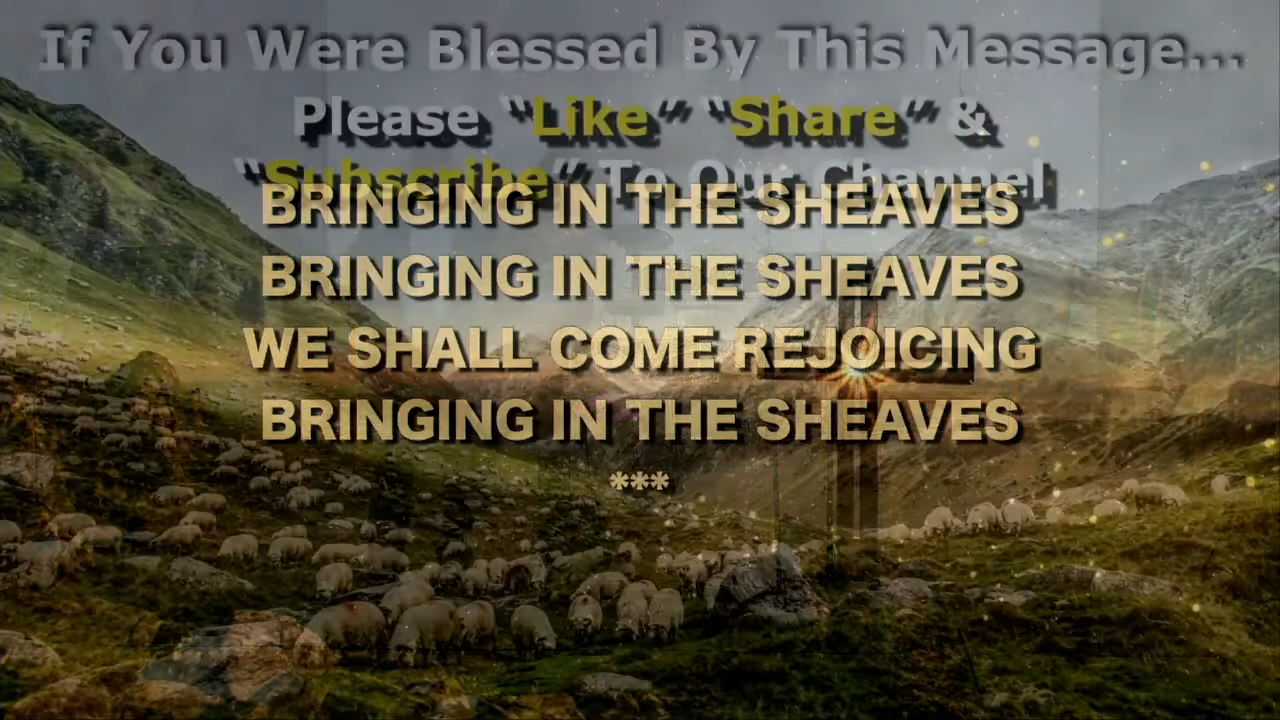 If You Were Blessed By This Message...
Please “Like” “Share” &
“Subscribe” To Our Channel
BRINGING IN THE SHEAVES
BRINGING IN THE SHEAVES
WE SHALL COME REJOICING
BRINGING IN THE SHEAVES
***